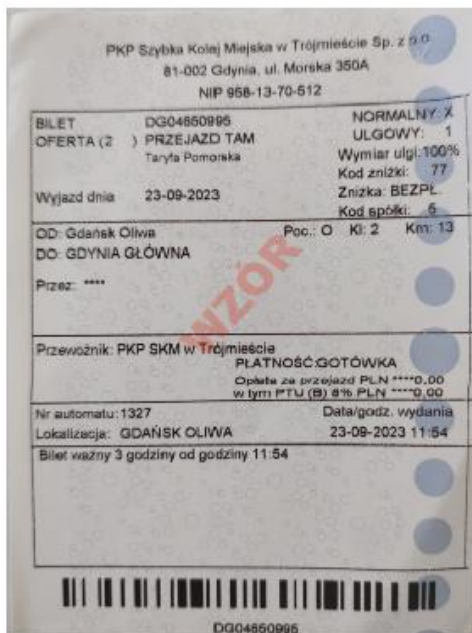 PKP Szybka Kolej Miejska w Trójmieście Sp. z o.o.
81-002 Gdynia, ul. Morska 350A
NIP 958-13-70-512
BILET DG04650995 NORMALNY: X
OFERTA (2 ) PRZEJAZD TAM ULGOWY: 1
Taryfa Pomorska Wymiar ulgi:100%
Kod zniżki: 77
Wyjazd dnia 23-09-2023 Zniżka: BEZPŁ.
Kod spółki: 5
OD: Gdańsk Oliwa Poc.: O Kl: 2 Km: 13
DO: GDYNIA GŁÓWNA
Przez: ****
WZÓR
Przewoźnik: PKP SKM w Trójmieście
PŁATNOŚĆ:GOTÓWKA
Opłata za przejazd PLN ****0.00
w tym PTU (B) 8% PLN ****0.00
Nr automatu: 1327 Data/godz. wydania
Lokalizacja: GDAŃSK OLIWA 23-09-2023 11:54
Bilet ważny 3 godziny od godziny 11:54
DG04650995